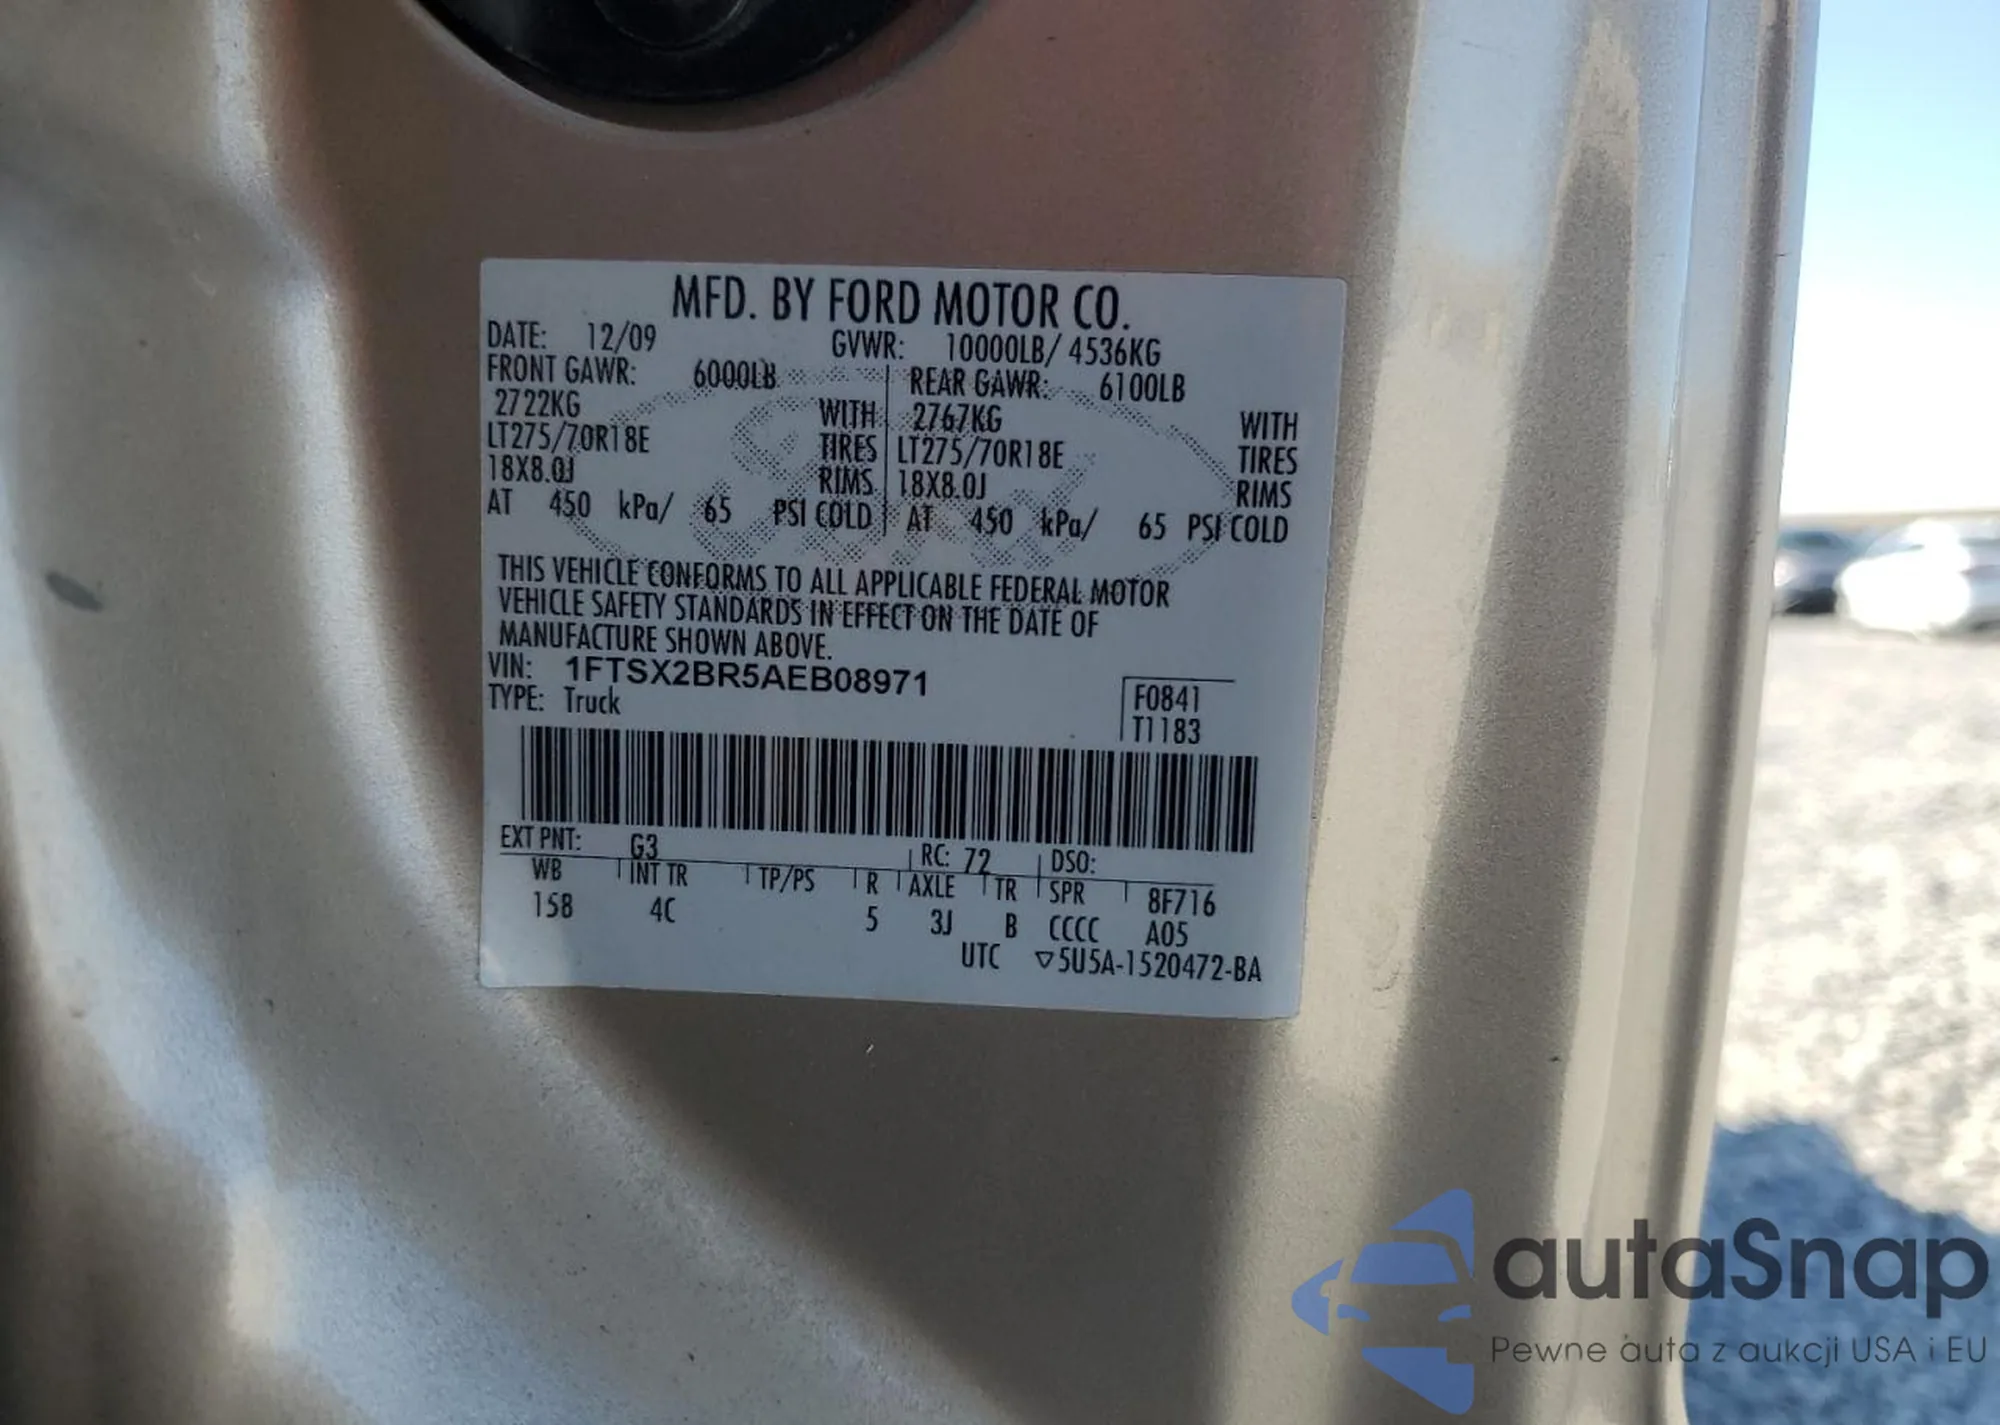 MFD. BY FORD MOTOR CO.
DATE: 12/09 GVWR: 10000LB/ 4536KG
FRONT GAWR: 6000LB REAR GAWR: 6100LB
2722KG WITH 2767KG WITH
LT275/70R18E TIRES LT275/70R18E TIRES
18X8.0J RIMS 18X8.0J RIMS
AT 450 kPa/ 65 PSI COLD AT 450 kPa/ 65 PSI COLD
THIS VEHICLE CONFORMS TO ALL APPLICABLE FEDERAL MOTOR
VEHICLE SAFETY STANDARDS IN EFFECT ON THE DATE OF
MANUFACTURE SHOWN ABOVE.
VIN: 1FTSX2BR5AEB08971
TYPE: Truck
F0841
T1183
EXT PNT: G3 RC: 72 DSO:
WB INT TR TP/PS R AXLE TR SPR 8F716
158 4C 5 3J B CCCC A05
UTC ▽5U5A-1520472-BA
autaSnap
Pewne auta z aukcji USA i EU